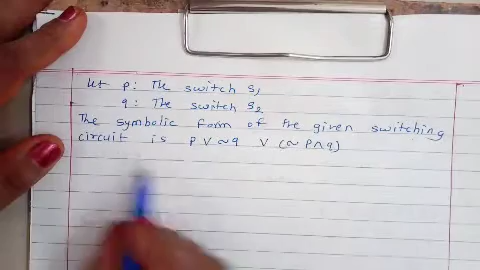 Let p: The switch S1
q: The switch S2
The symbolic form of the given switching
circuit is p ∨ ~q ∨ (~p∧q)